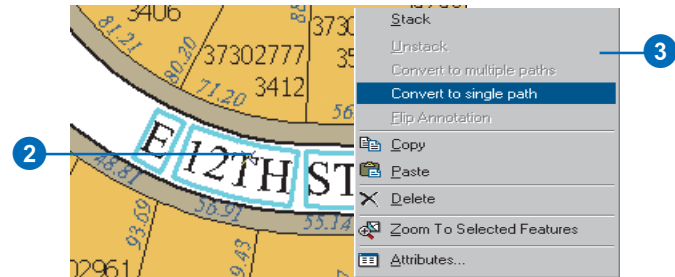 3406
81.21
80.20
37302777
3412
71.20
3730
35
56
E 12TH ST
48.81
56.91
55.14
93.69
9.43
02961
2
3
Stack
Unstack
Convert to multiple paths
Convert to single path
Flip Annotation
Copy
Paste
Delete
Zoom To Selected Features
Attributes...